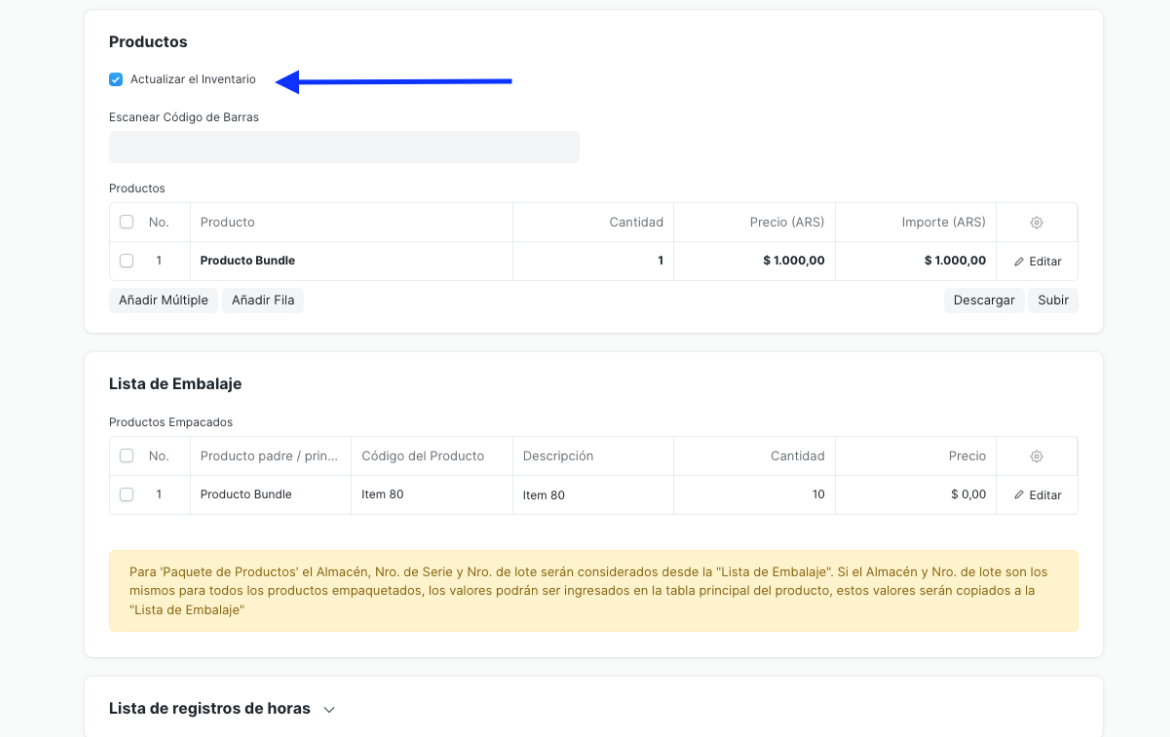 Productos
Actualizar el Inventario
Escanear Código de Barras
Productos
No. Producto Cantidad Precio (ARS) Importe (ARS)
1 Producto Bundle 1 $ 1.000,00 $ 1.000,00 Editar
Añadir Múltiple Añadir Fila Descargar Subir
Lista de Embalaje
Productos Empacados
No. Producto padre / prin... Código del Producto Descripción Cantidad Precio
1 Producto Bundle Item 80 Item 80 10 $ 0,00 Editar
Para 'Paquete de Productos' el Almacén, Nro. de Serie y Nro. de lote serán considerados desde la "Lista de Embalaje". Si el Almacén y Nro. de lote son los
mismos para todos los productos empaquetados, los valores podrán ser ingresados en la tabla principal del producto, estos valores serán copiados a la
"Lista de Embalaje"
Lista de registros de horas